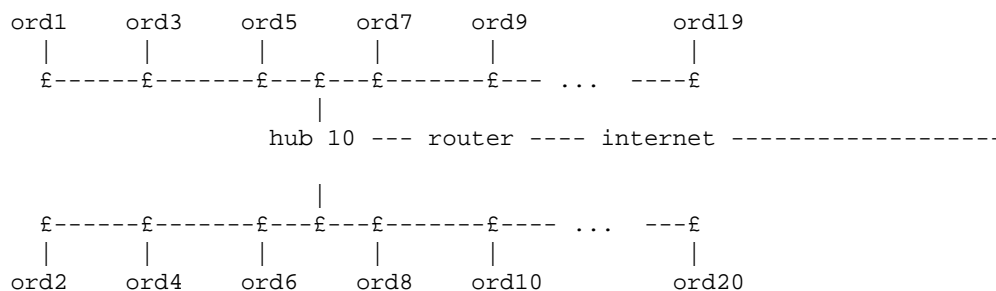 ord1 ord3 ord5 ord7 ord9 ord19
| | | | | |
£------£-------£---£---£-------£--- ... ----£
|
hub 10 --- router ---- internet -------------------
|
£------£-------£---£---£-------£---- ... ---£
| | | | | |
ord2 ord4 ord6 ord8 ord10 ord20